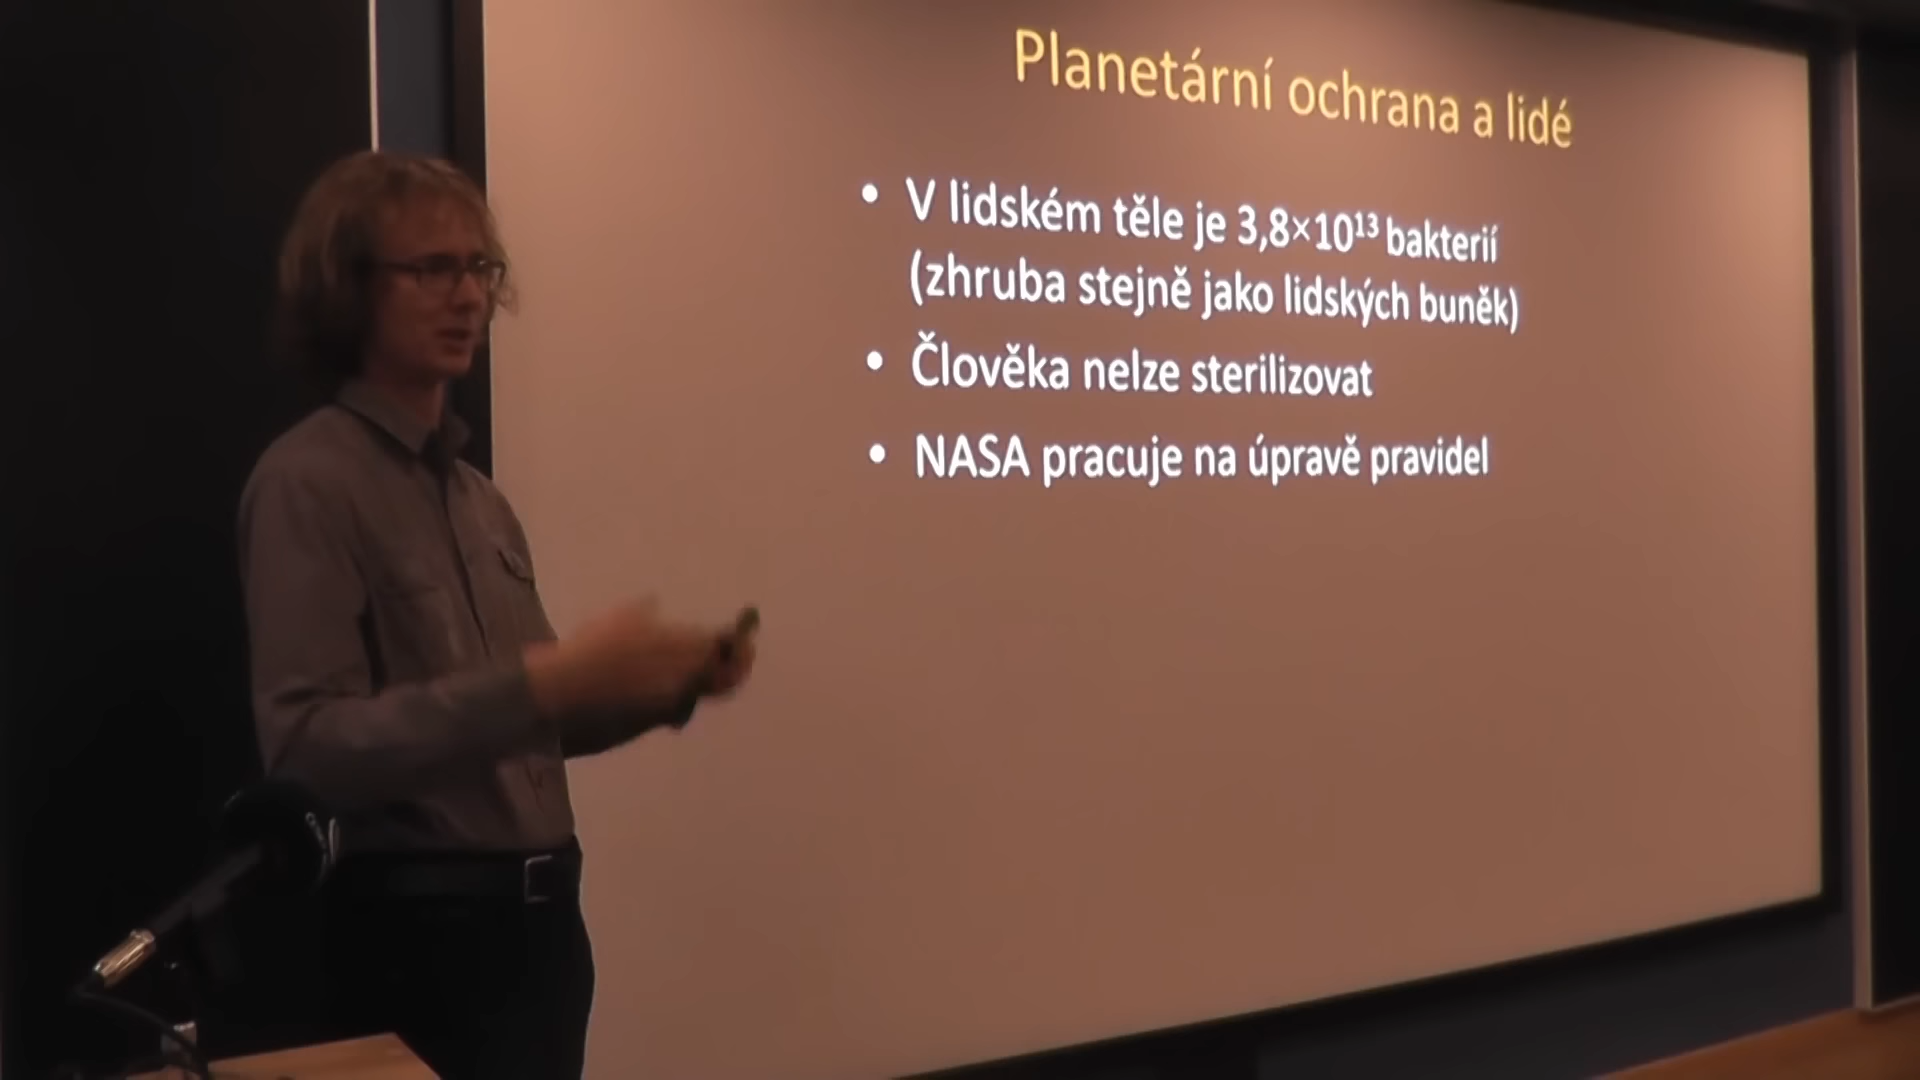 Planetární ochrana a lidé
• V lidském těle je 3,8×10¹³ bakterií
(zhruba stejně jako lidských buněk)
• Člověka nelze sterilizovat
• NASA pracuje na úpravě pravidel